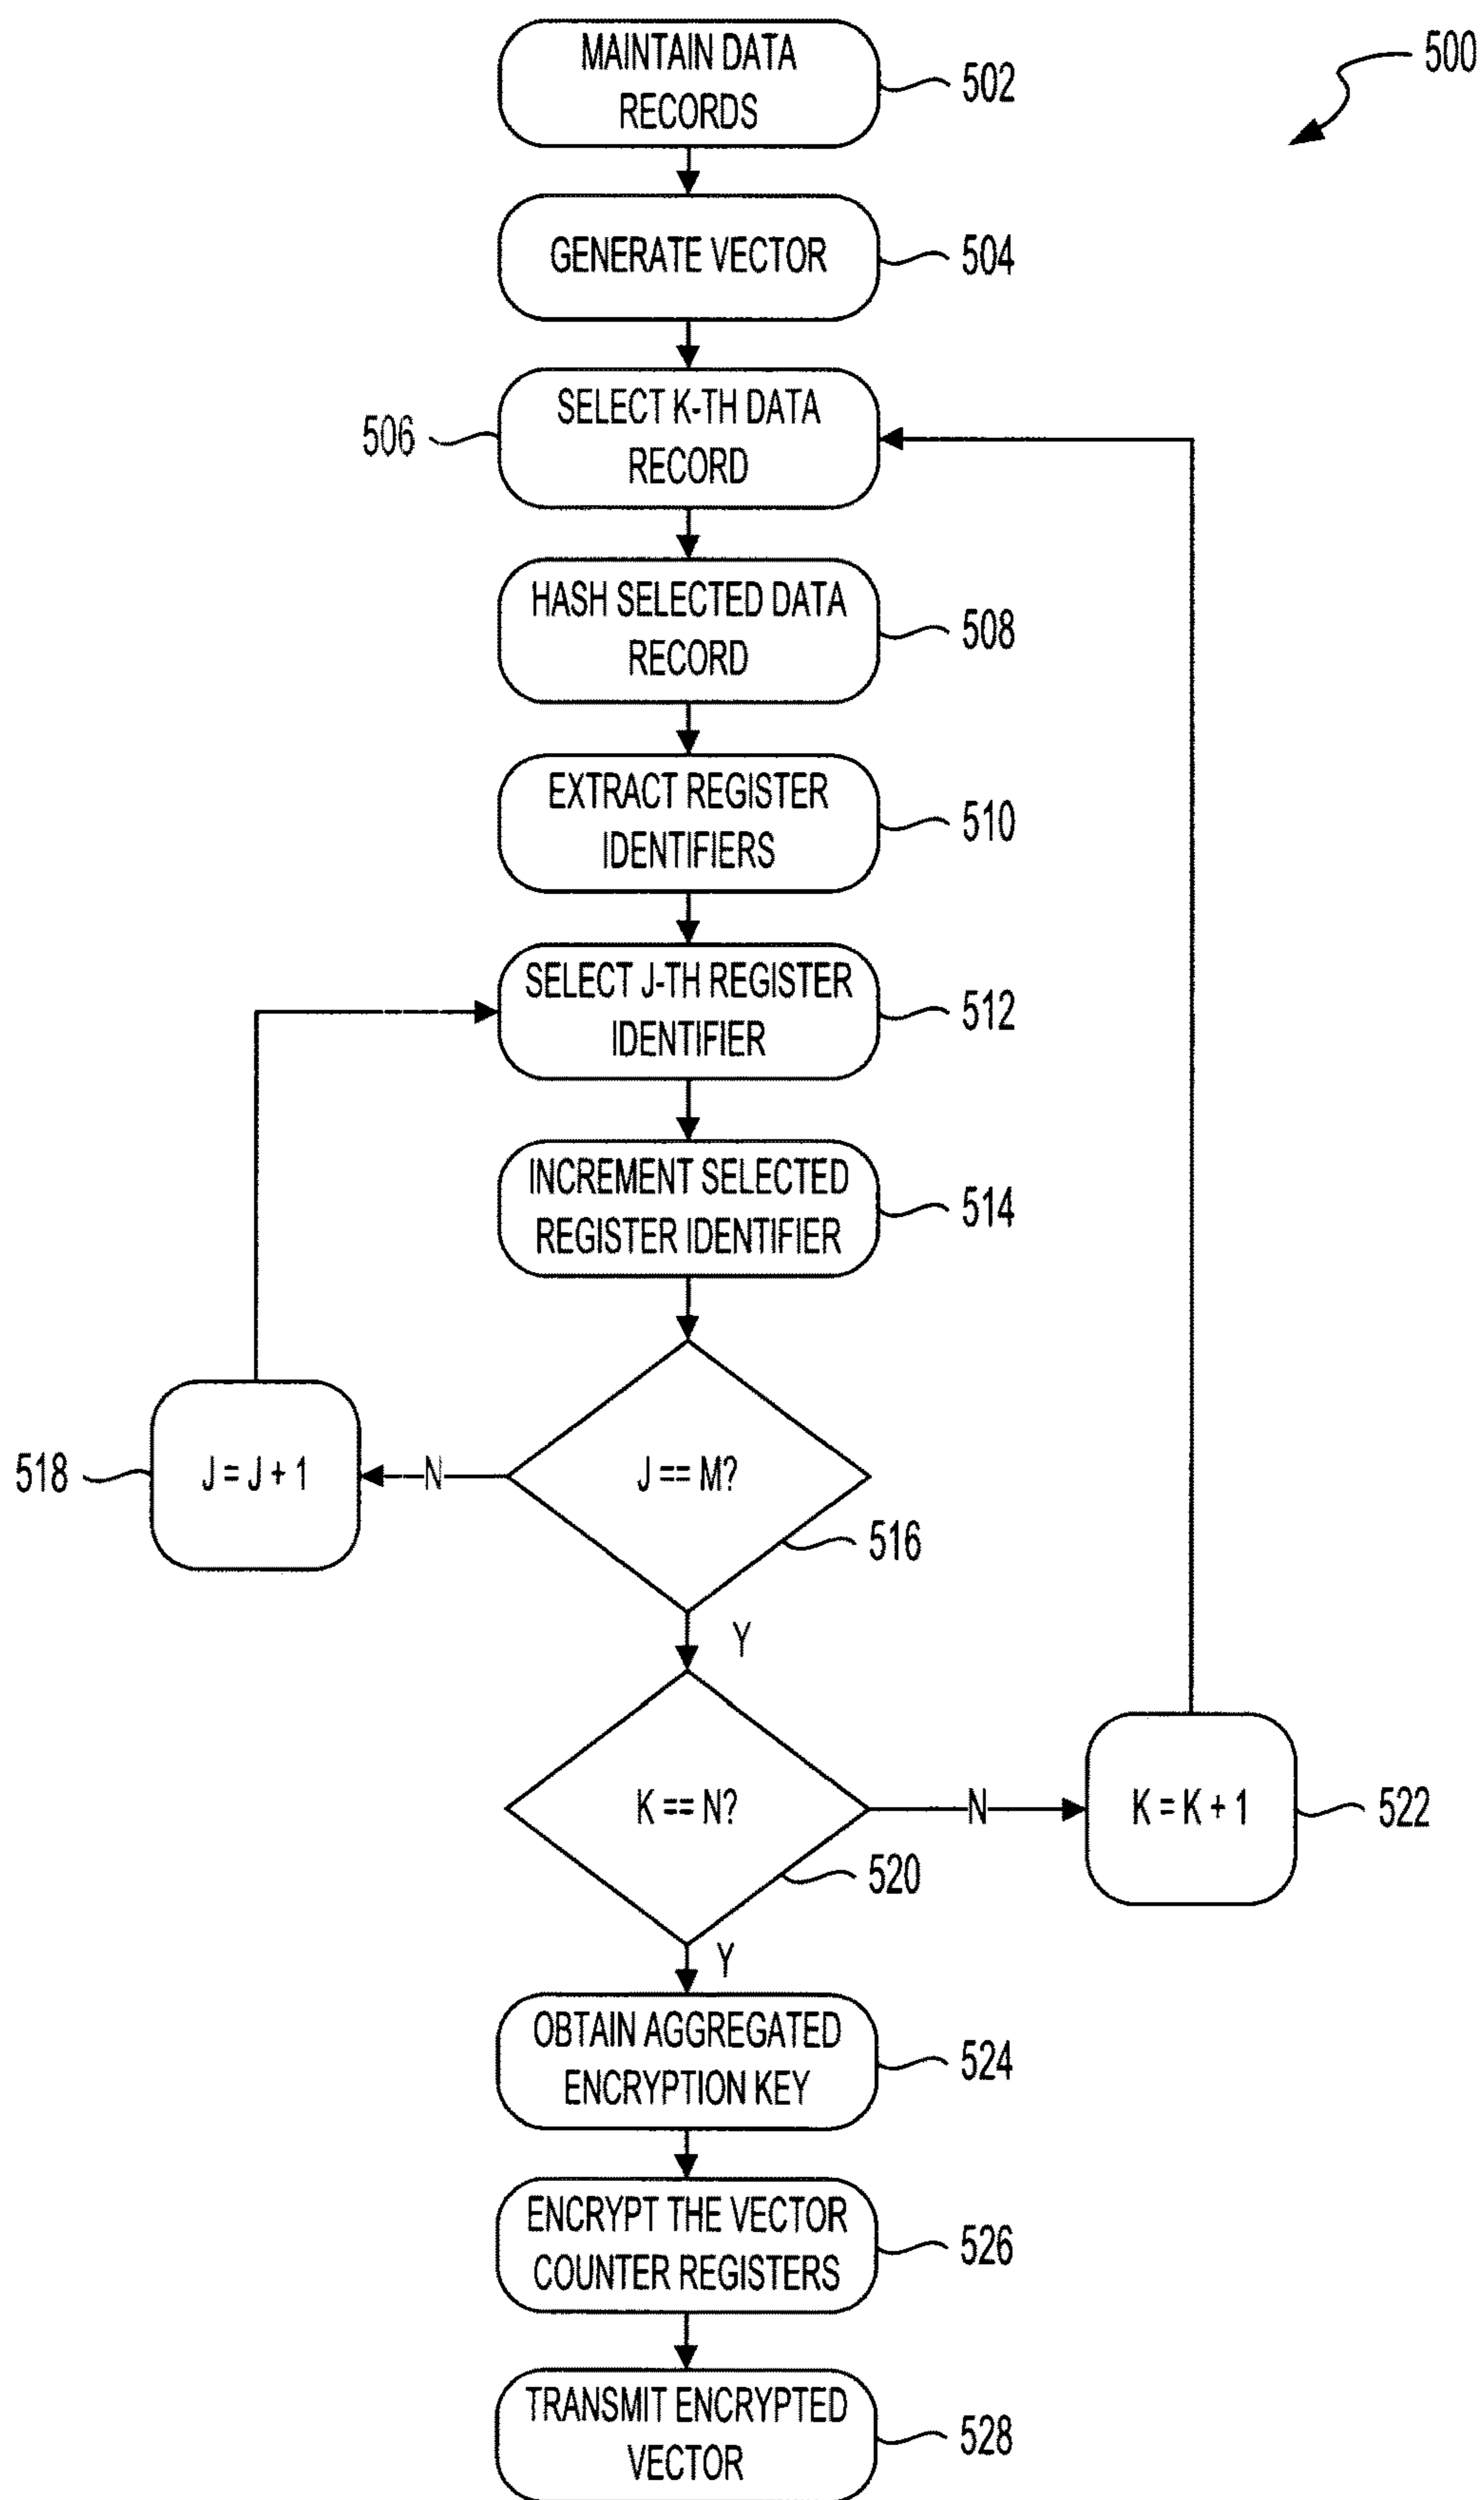 500
MAINTAIN DATA
RECORDS
502
GENERATE VECTOR
504
SELECT K-TH DATA
RECORD
506
HASH SELECTED DATA
RECORD
508
EXTRACT REGISTER
IDENTIFIERS
510
SELECT J-TH REGISTER
IDENTIFIER
512
INCREMENT SELECTED
REGISTER IDENTIFIER
514
518
J = J + 1
N
J == M?
516
Y
K == N?
N
K = K + 1
522
520
Y
OBTAIN AGGREGATED
ENCRYPTION KEY
524
ENCRYPT THE VECTOR
COUNTER REGISTERS
526
TRANSMIT ENCRYPTED
VECTOR
528